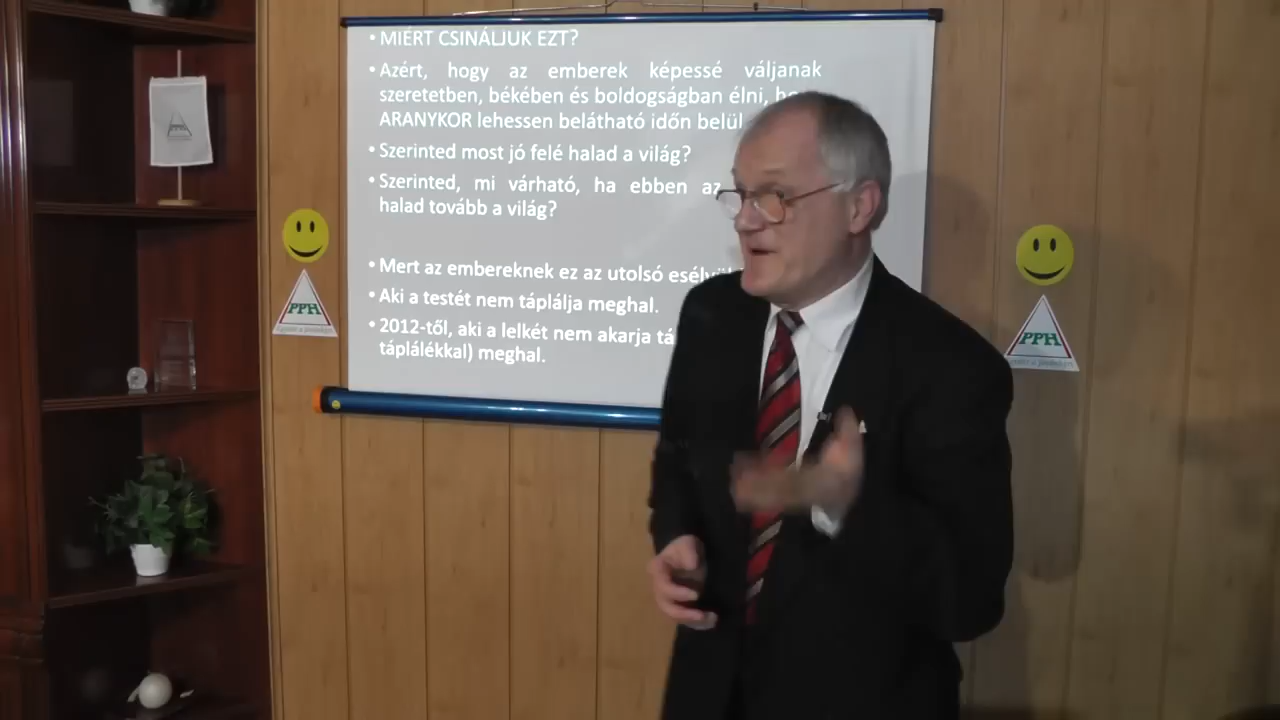 • MIÉRT CSINÁLJUK EZT?
• Azért, hogy az emberek képessé váljanak
szeretetben, békében és boldogságban élni,
ARANYKOR lehessen belátható időn belül
• Szerinted most jó felé halad a világ?
• Szerinted, mi várható, ha ebben az
halad tovább a világ?
• Mert az embereknek ez az utolsó
• Aki a testét nem táplálja meghal.
• 2012-től, aki a lelkét nem akarja
táplálékkal) meghal.
PPH
PPH
PPH